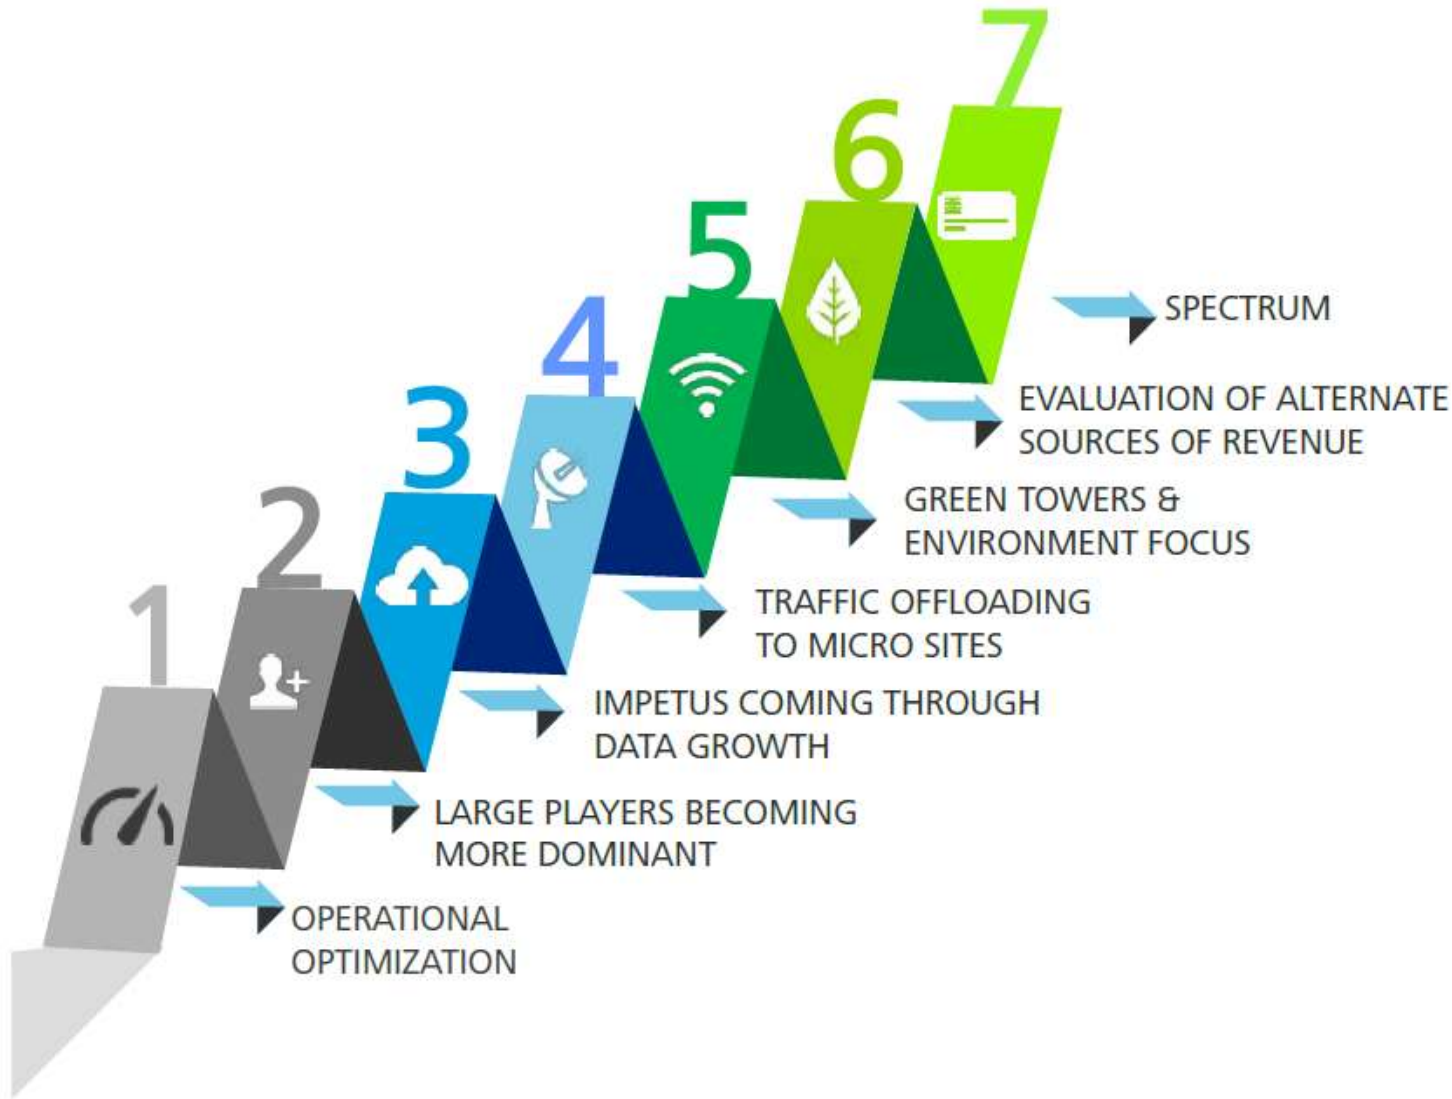 7
6
5
4
3
2
1
SPECTRUM
EVALUATION OF ALTERNATE
SOURCES OF REVENUE
GREEN TOWERS &
ENVIRONMENT FOCUS
TRAFFIC OFFLOADING
TO MICRO SITES
IMPETUS COMING THROUGH
DATA GROWTH
LARGE PLAYERS BECOMING
MORE DOMINANT
OPERATIONAL
OPTIMIZATION